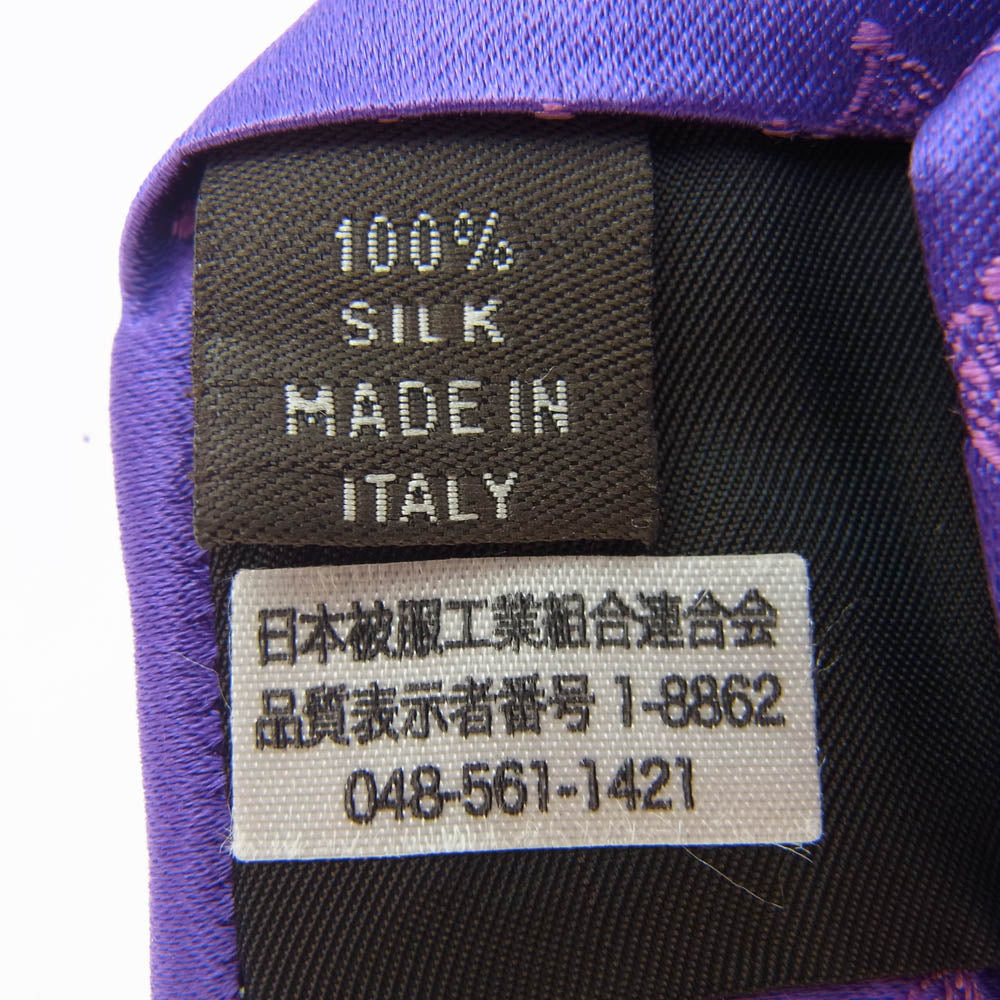 100%
SILK
MADE IN
ITALY
日本被服工業組合連合会
品質表示者番号 1-8862
048-561-1421